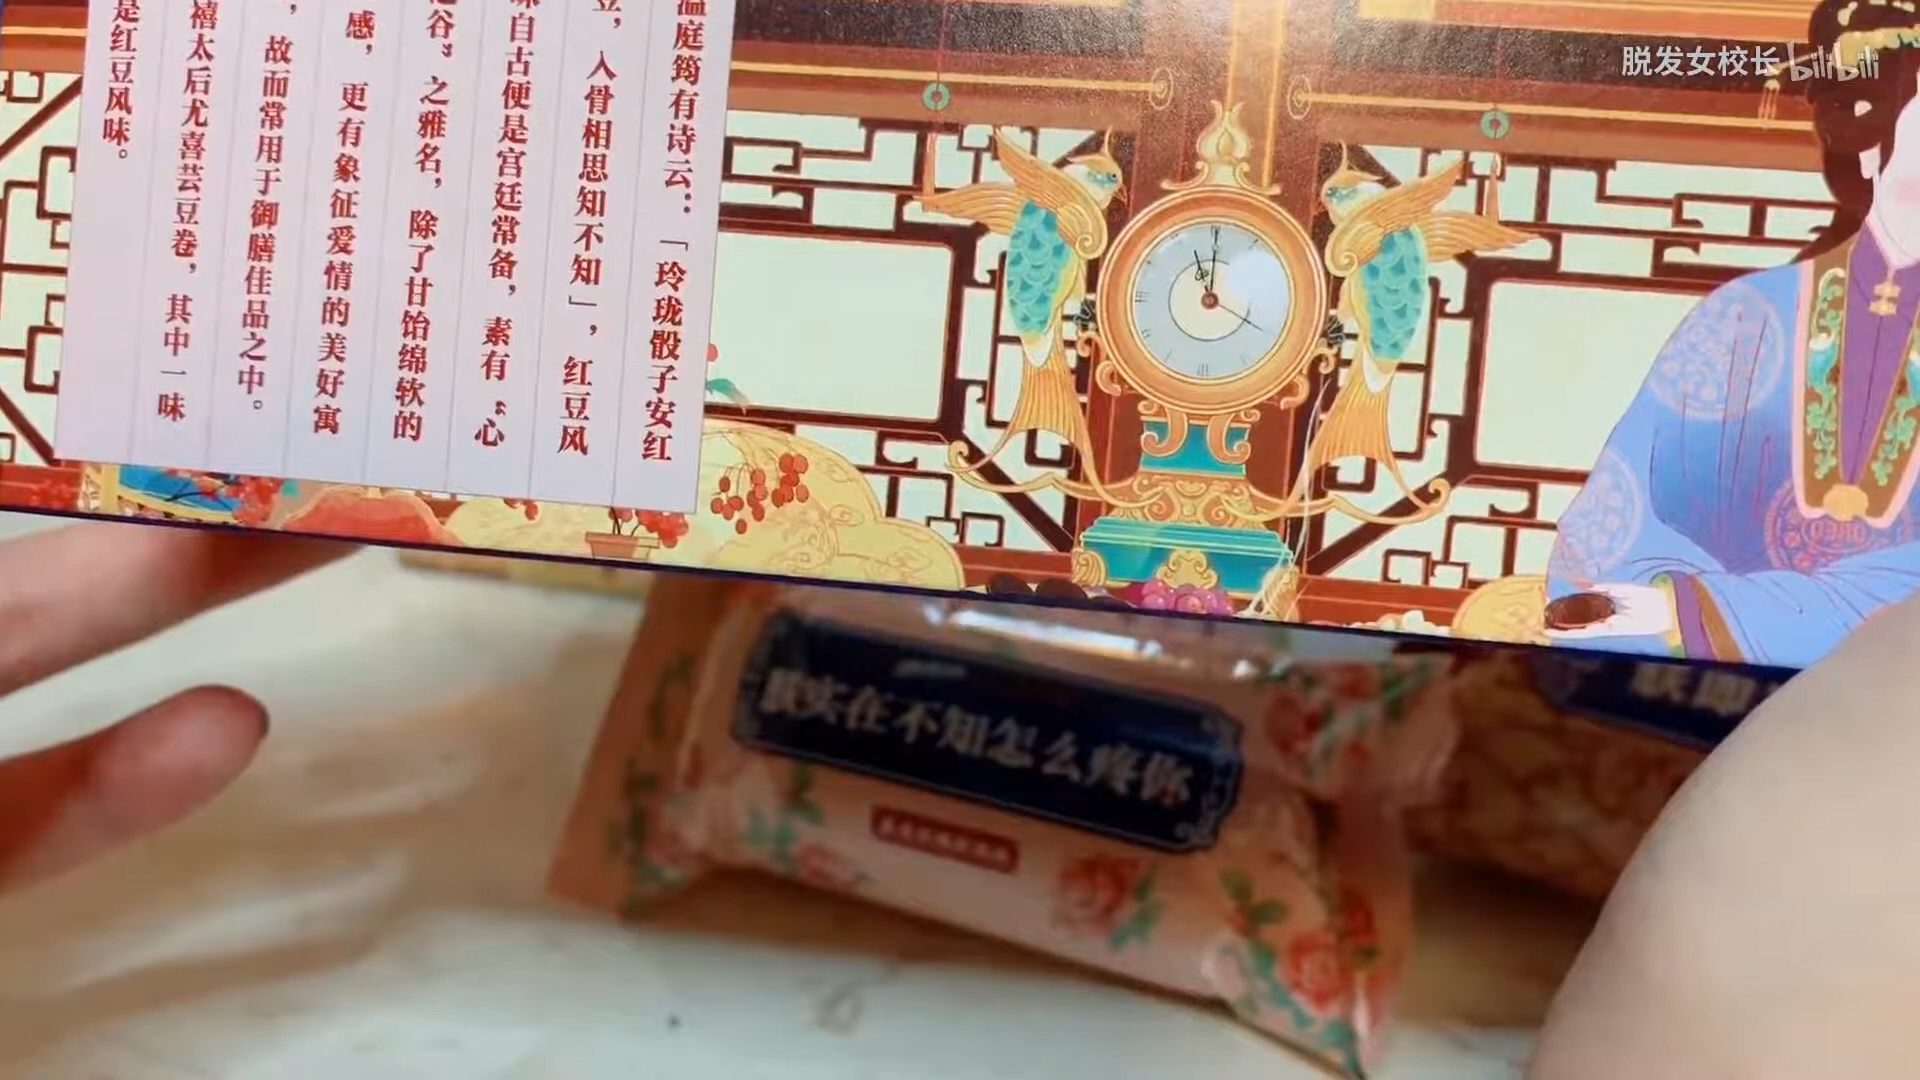 温庭筠有诗云:「玲珑骰子安红
豆,入骨相思知不知」,红豆风
味自古便是宫廷常备,素有“心
之谷”之雅名,除了甘饴绵软的
感,更有象征爱情的美好寓
,故而常用于御膳佳品之中。
禧太后尤喜芸豆卷,其中一味
是红豆风味。
脱发女校长 bilibili
朕实在不知怎么疼你
朕即